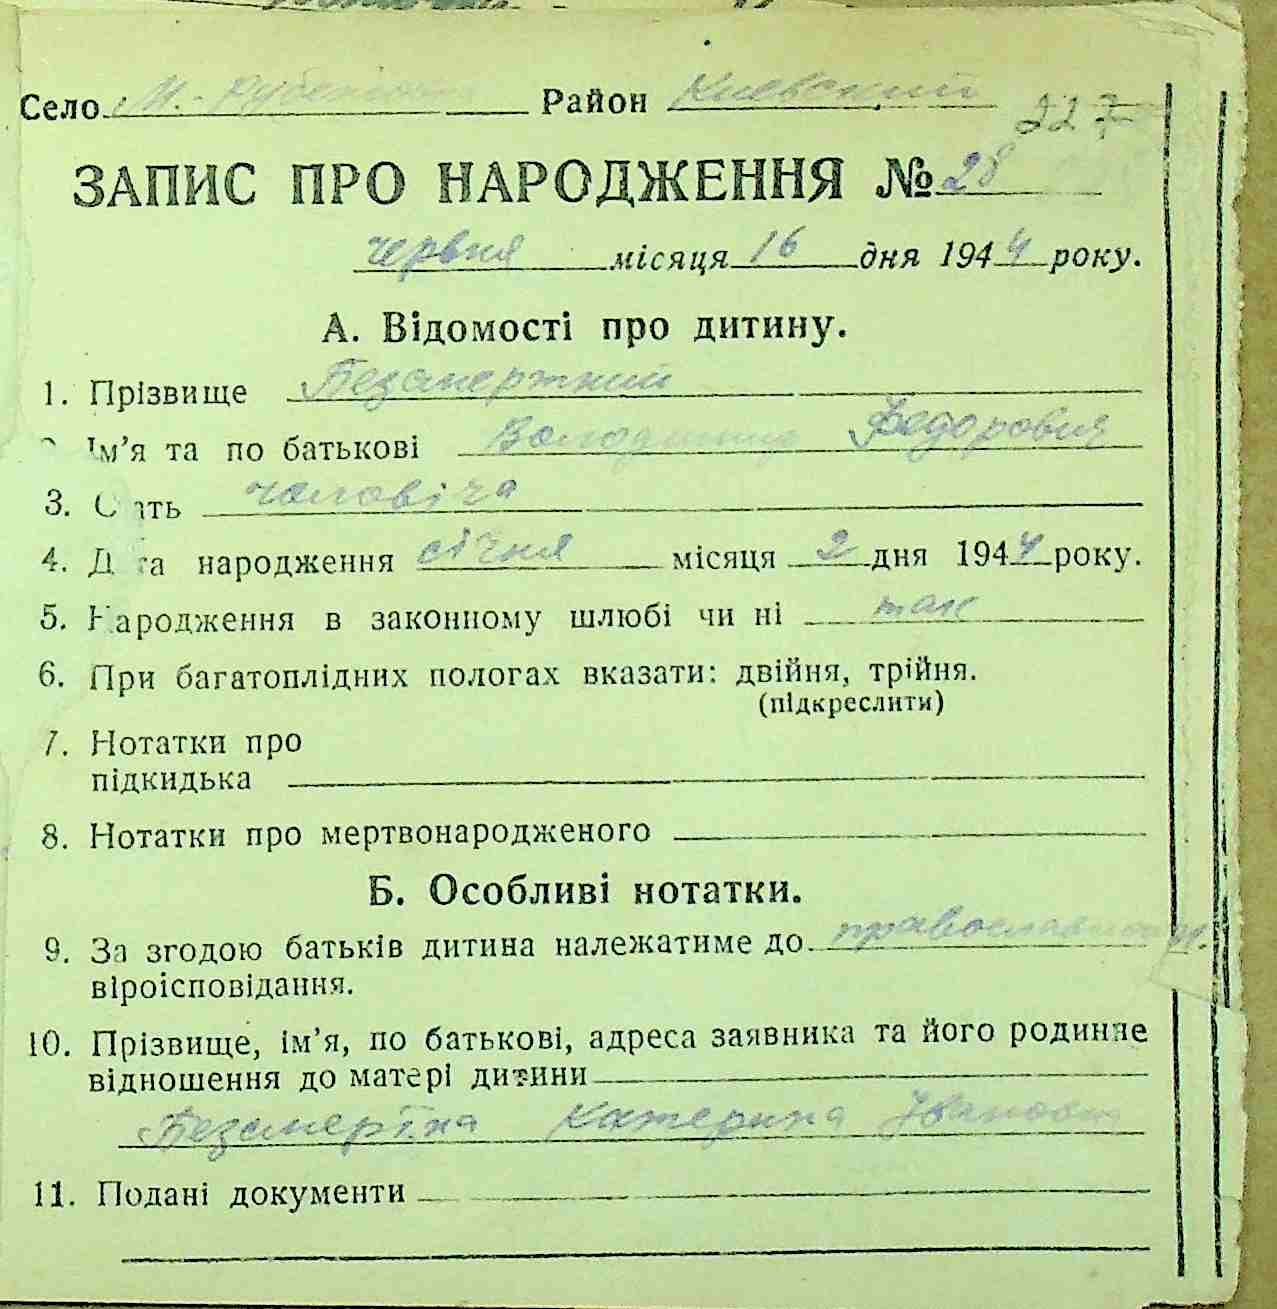 Село М.-Рубежовка Район Киевский
227
ЗАПИС ПРО НАРОДЖЕННЯ № 28
червня місяця 16 дня 1944 року.
А. Відомості про дитину.
1. Прізвище Безсмертний
2. Ім'я та по батькові Володимир Федорович
3. Стать чоловіча
4. Дата народження січня місяця 2 дня 1944 року.
5. Народження в законному шлюбі чи ні так
6. При багатоплідних пологах вказати: двійня, трійня.
(підкреслити)
7. Нотатки про
підкидька
8. Нотатки про мертвонародженого
Б. Особливі нотатки.
9. За згодою батьків дитина належатиме до
віроісповідання.
10. Прізвище, ім'я, по батькові, адреса заявника та його родинне
відношення до матері дитини
Безсмертна Катерина Івановн
11. Подані документи